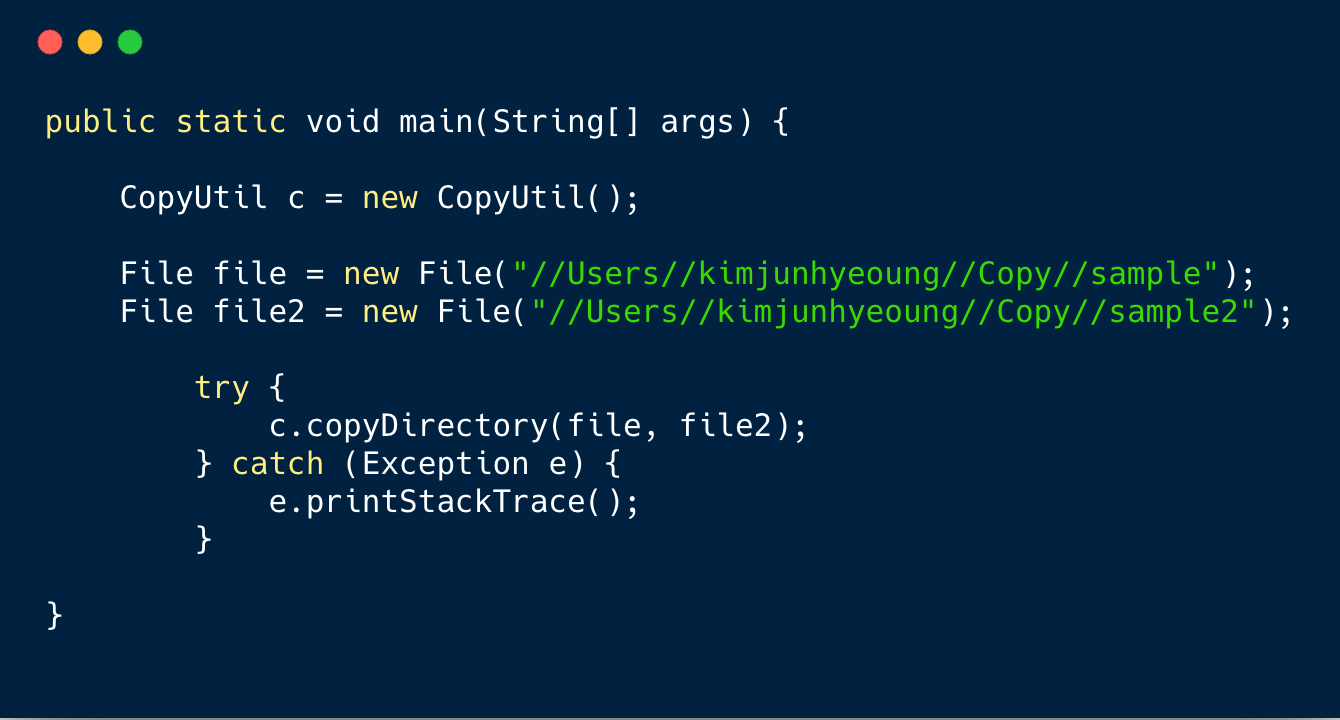 public static void main(String[] args) {
    CopyUtil c = new CopyUtil();
    File file = new File("//Users//kimjunhyeoung//Copy//sample");
    File file2 = new File("//Users//kimjunhyeoung//Copy//sample2");
        try {
            c.copyDirectory(file, file2);
        } catch (Exception e) {
            e.printStackTrace();
        }
}